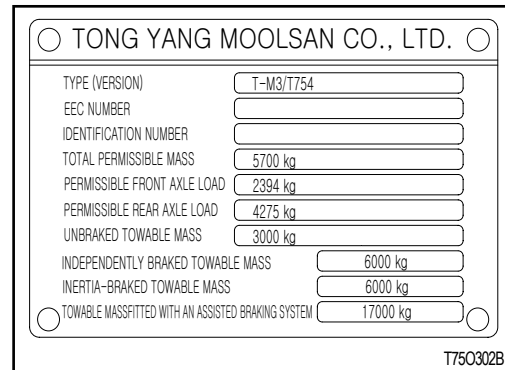 TONG YANG MOOLSAN CO., LTD.
TYPE (VERSION) T-M3/T754
EEC NUMBER
IDENTIFICATION NUMBER
TOTAL PERMISSIBLE MASS 5700 kg
PERMISSIBLE FRONT AXLE LOAD 2394 kg
PERMISSIBLE REAR AXLE LOAD 4275 kg
UNBRAKED TOWABLE MASS 3000 kg
INDEPENDENTLY BRAKED TOWABLE MASS 6000 kg
INERTIA-BRAKED TOWABLE MASS 6000 kg
TOWABLE MASSFITTED WITH AN ASSISTED BRAKING SYSTEM 17000 kg
T75O302B